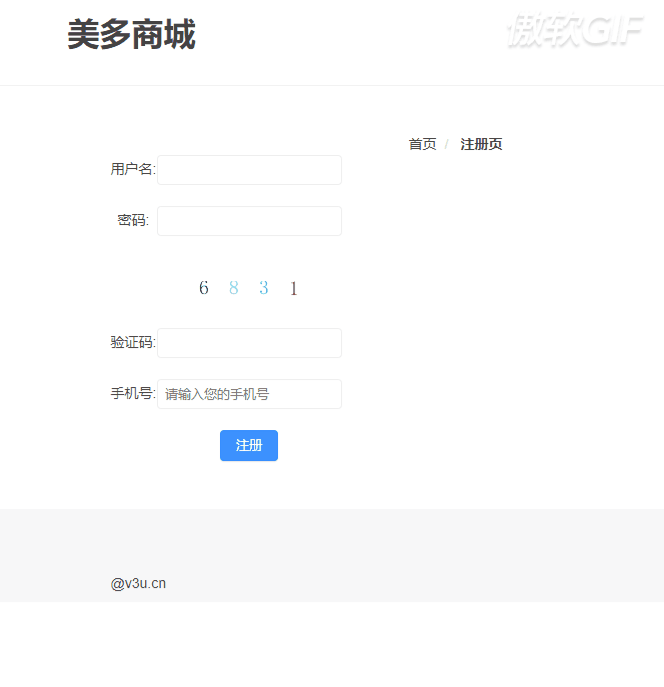 美多商城
傲软GIF
首页 / 注册页
用户名:
密码:
6 8 3 1
验证码:
手机号: 请输入您的手机号
注册
@v3u.cn